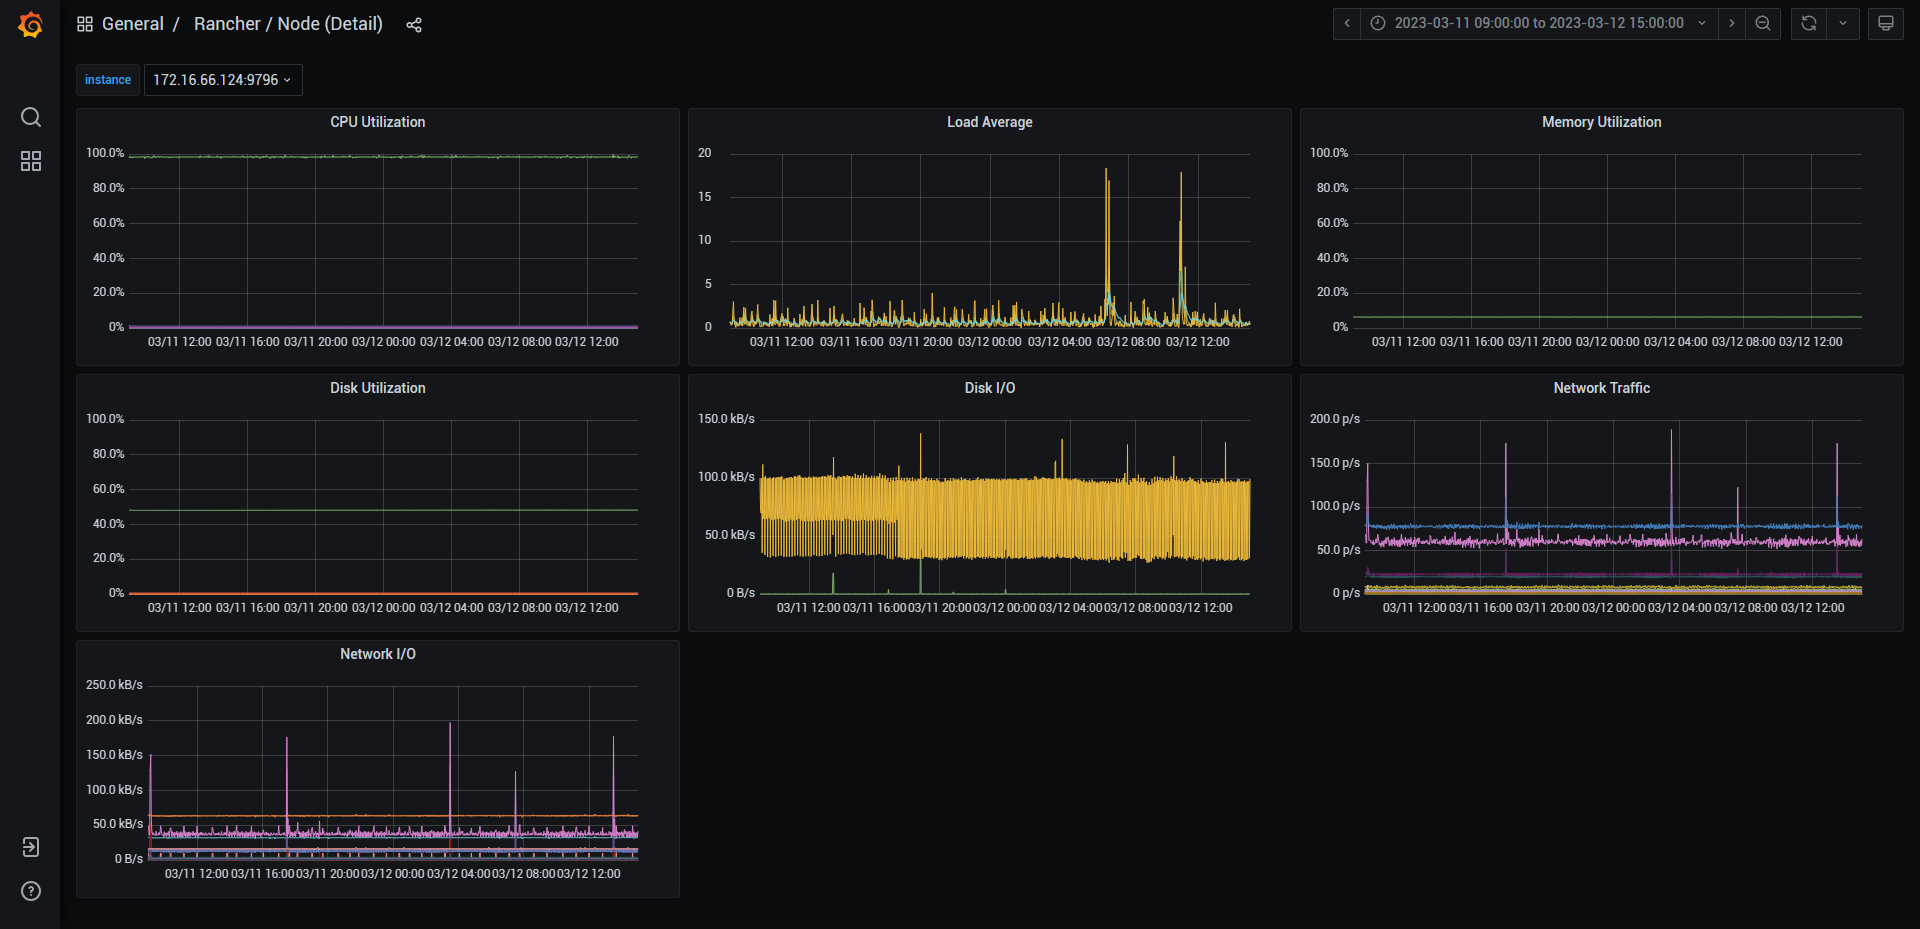 General / Rancher / Node (Detail)
2023-03-11 09:00:00 to 2023-03-12 15:00:00
instance 172.16.66.124:9796
CPU Utilization
100.0%
80.0%
60.0%
40.0%
20.0%
0%
03/11 12:00 03/11 16:00 03/11 20:00 03/12 00:00 03/12 04:00 03/12 08:00 03/12 12:00
Load Average
20
15
10
5
0
03/11 12:00 03/11 16:00 03/11 20:00 03/12 00:00 03/12 04:00 03/12 08:00 03/12 12:00
Memory Utilization
100.0%
80.0%
60.0%
40.0%
20.0%
0%
03/11 12:00 03/11 16:00 03/11 20:00 03/12 00:00 03/12 04:00 03/12 08:00 03/12 12:00
Disk Utilization
100.0%
80.0%
60.0%
40.0%
20.0%
0%
03/11 12:00 03/11 16:00 03/11 20:00 03/12 00:00 03/12 04:00 03/12 08:00 03/12 12:00
Disk I/O
150.0 kB/s
100.0 kB/s
50.0 kB/s
0 B/s
03/11 12:00 03/11 16:00 03/11 20:00 03/12 00:00 03/12 04:00 03/12 08:00 03/12 12:00
Network Traffic
200.0 p/s
150.0 p/s
100.0 p/s
50.0 p/s
0 p/s
03/11 12:00 03/11 16:00 03/11 20:00 03/12 00:00 03/12 04:00 03/12 08:00 03/12 12:00
Network I/O
250.0 kB/s
200.0 kB/s
150.0 kB/s
100.0 kB/s
50.0 kB/s
0 B/s
03/11 12:00 03/11 16:00 03/11 20:00 03/12 00:00 03/12 04:00 03/12 08:00 03/12 12:00